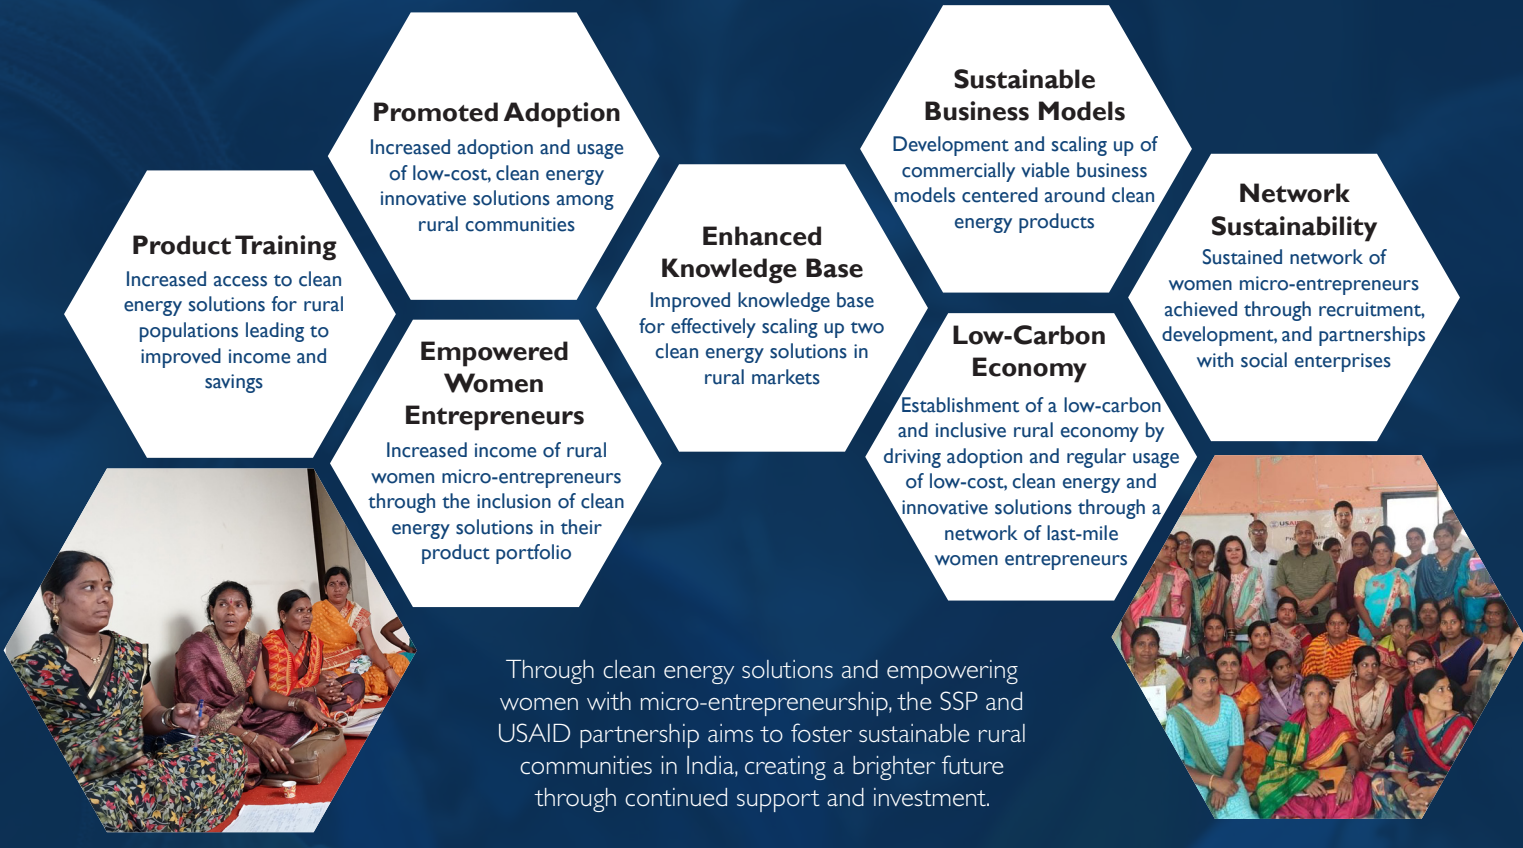 Promoted Adoption
Increased adoption and usage
of low-cost, clean energy
innovative solutions among
rural communities
Sustainable
Business Models
Development and scaling up of
commercially viable business
models centered around clean
energy products
Product Training
Increased access to clean
energy solutions for rural
populations leading to
improved income and
savings
Enhanced
Knowledge Base
Improved knowledge base
for effectively scaling up two
clean energy solutions in
rural markets
Network
Sustainability
Sustained network of
women micro-entrepreneurs
achieved through recruitment,
development, and partnerships
with social enterprises
Empowered
Women
Entrepreneurs
Increased income of rural
women micro-entrepreneurs
through the inclusion of clean
energy solutions in their
product portfolio
Low-Carbon
Economy
Establishment of a low-carbon
and inclusive rural economy by
driving adoption and regular usage
of low-cost, clean energy and
innovative solutions through a
network of last-mile
women entrepreneurs
Through clean energy solutions and empowering
women with micro-entrepreneurship, the SSP and
USAID partnership aims to foster sustainable rural
communities in India, creating a brighter future
through continued support and investment.